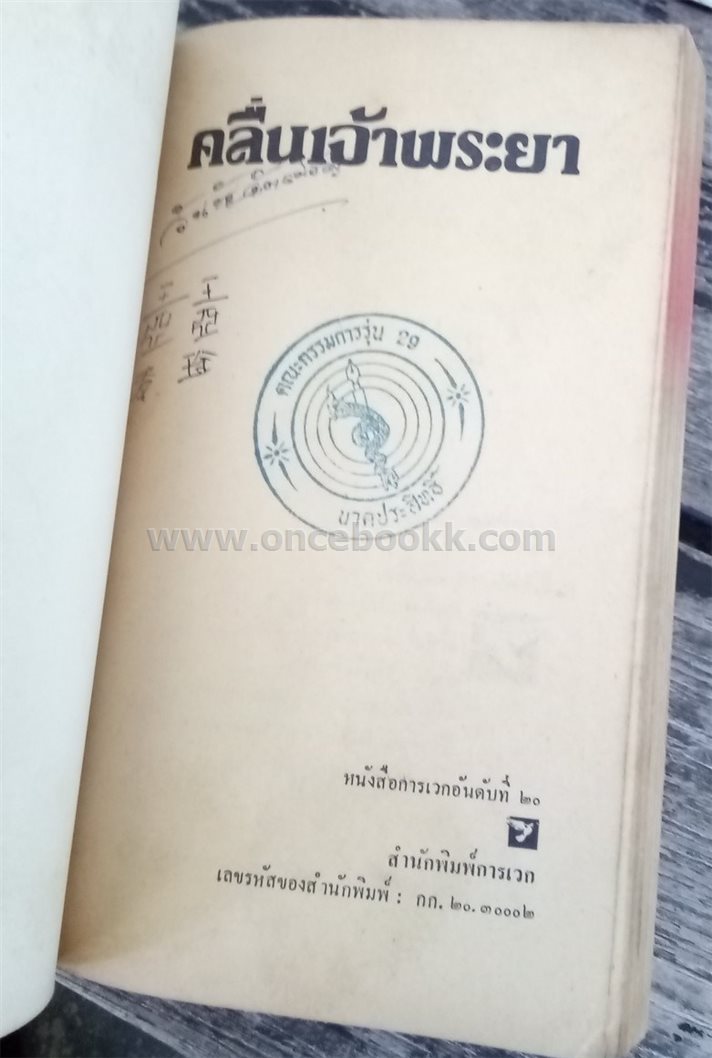 คลื่นเจ้าพระยา
คณะกรรมการรุ่น 29
นาคประสิทธิ์
www.oncebookk.com
หนังสือการเวกอันดับที่ ๒๐
สำนักพิมพ์การเวก
เลขรหัสของสำนักพิมพ์ : กก. ๒๐. ๓๐๐๐๒